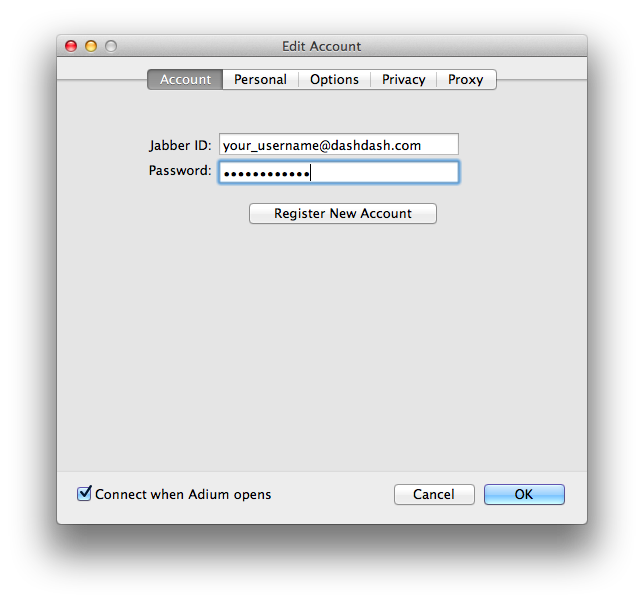 Edit Account
Account Personal Options Privacy Proxy
Jabber ID: your_username@dashdash.com
Password: ••••••••••••
Register New Account
Connect when Adium opens Cancel OK